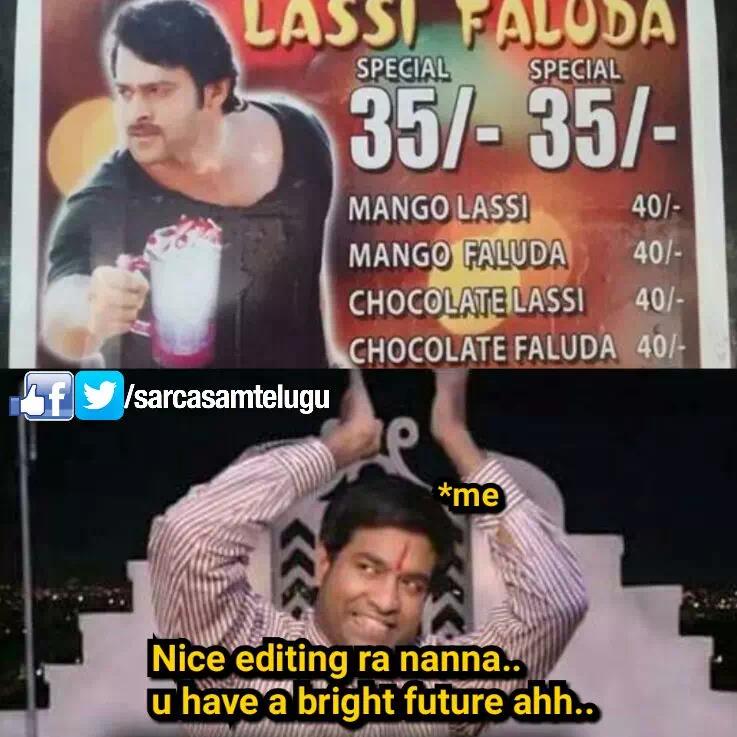 LASSI FALUDA
SPECIAL SPECIAL
35/- 35/-
MANGO LASSI 40/-
MANGO FALUDA 40/-
CHOCOLATE LASSI 40/-
CHOCOLATE FALUDA 40/-
f /sarcasamtelugu
*me
Nice editing ra nanna..
u have a bright future ahh..